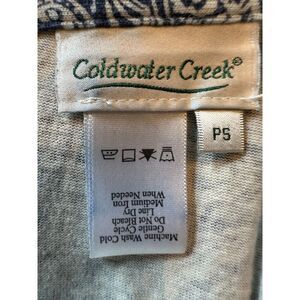 Coldwater Creek®
PS
Machine Wash Cold
Gentle Cycle
Do Not Bleach
Line Dry
Medium Iron
When Needed